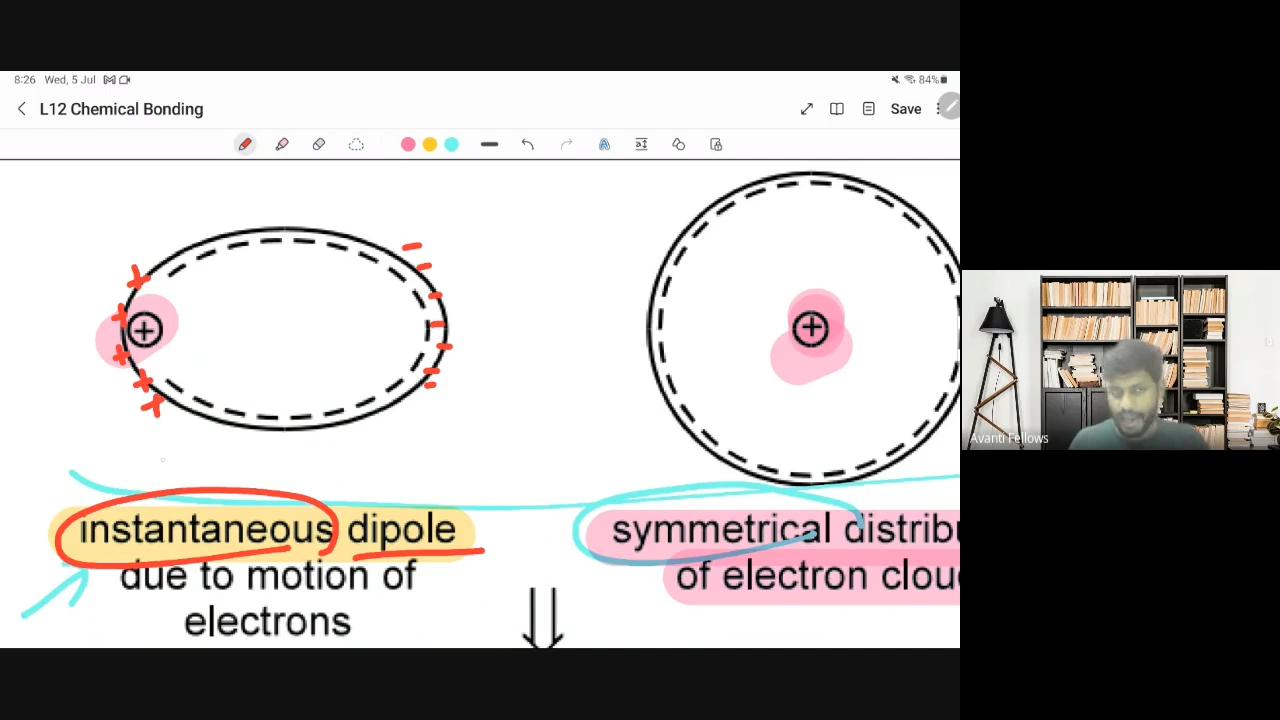 8:26 Wed, 5 Jul
84%
L12 Chemical Bonding
Save
+
+
Avanti Fellows
instantaneous dipole
due to motion of
electrons
symmetrical distribu
of electron clou